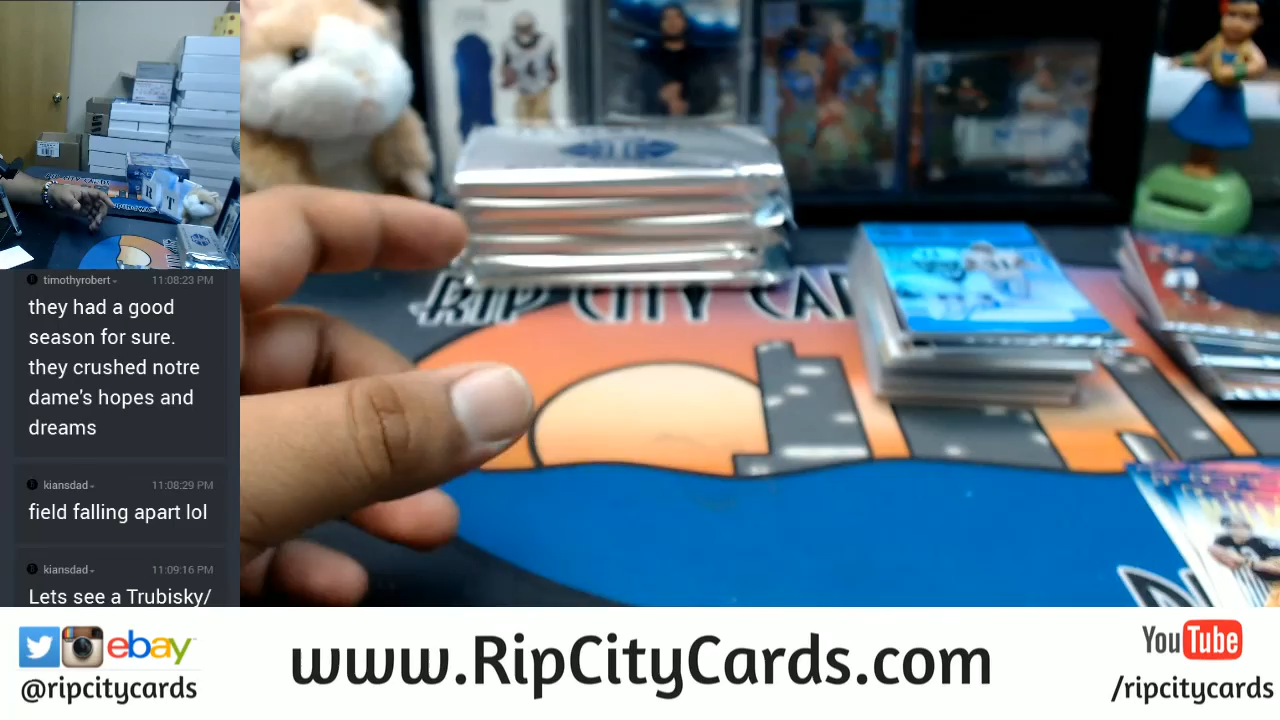 timothyrobert 11:08:23 PM
they had a good
season for sure.
they crushed notre
dame's hopes and
dreams
kiansdad 11:08:29 PM
field falling apart lol
kiansdad 11:09:16 PM
Lets see a Trubisky/
RIP CITY CA
ebay
@ripcitycards
www.RipCityCards.com
YouTube
/ripcitycards